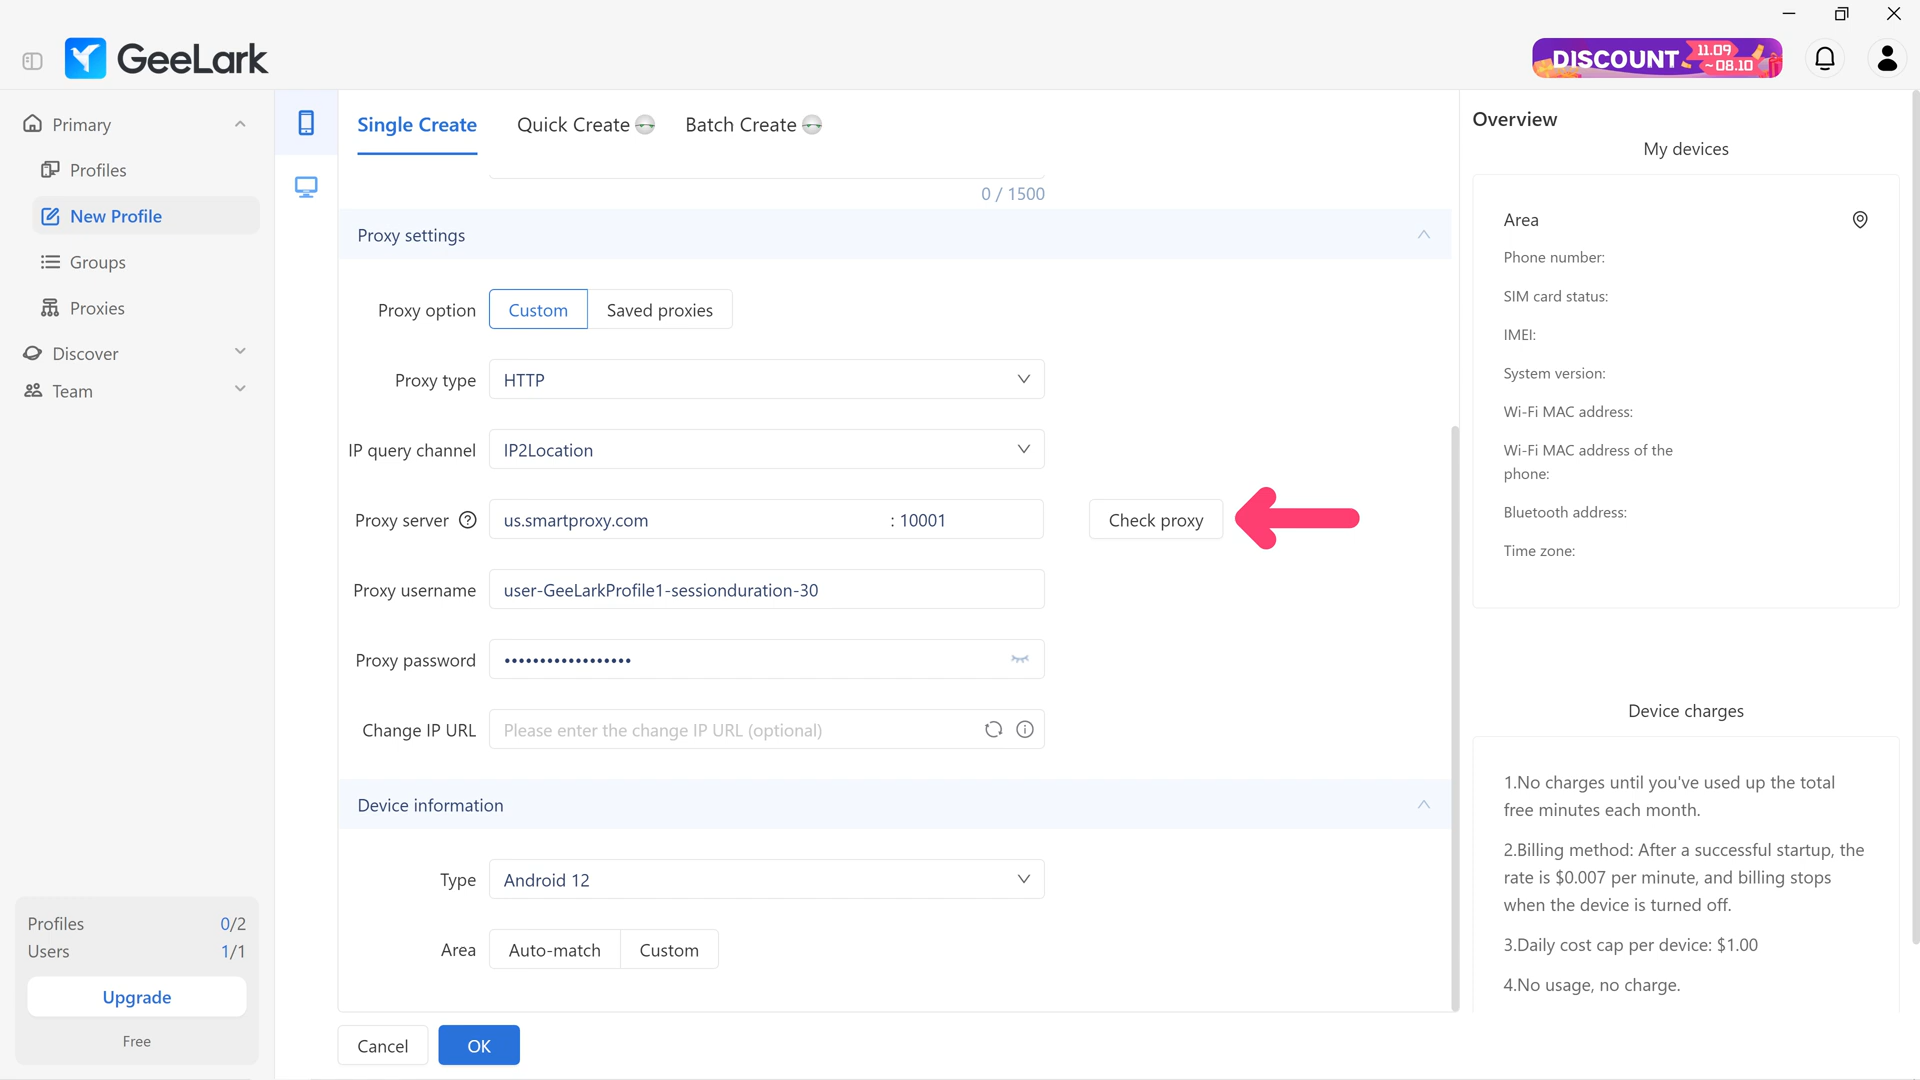 GeeLark
DISCOUNT
11.09
~08.10
Primary
Profiles
New Profile
Groups
Proxies
Discover
Team
Profiles 0/2
Users 1/1
Upgrade
Free
Single Create
Quick Create
Batch Create
0 / 1500
Proxy settings
Proxy option Custom Saved proxies
Proxy type HTTP
IP query channel IP2Location
Proxy server us.smartproxy.com : 10001 Check proxy
Proxy username user-GeeLarkProfile1-sessionduration-30
Proxy password ••••••••••••••••••
Change IP URL Please enter the change IP URL (optional)
Device information
Type Android 12
Area Auto-match Custom
Cancel OK
Overview
My devices
Area
Phone number:
SIM card status:
IMEI:
System version:
Wi-Fi MAC address:
Wi-Fi MAC address of the
phone:
Bluetooth address:
Time zone:
Device charges
1.No charges until you've used up the total
free minutes each month.
2.Billing method: After a successful startup, the
rate is $0.007 per minute, and billing stops
when the device is turned off.
3.Daily cost cap per device: $1.00
4.No usage, no charge.